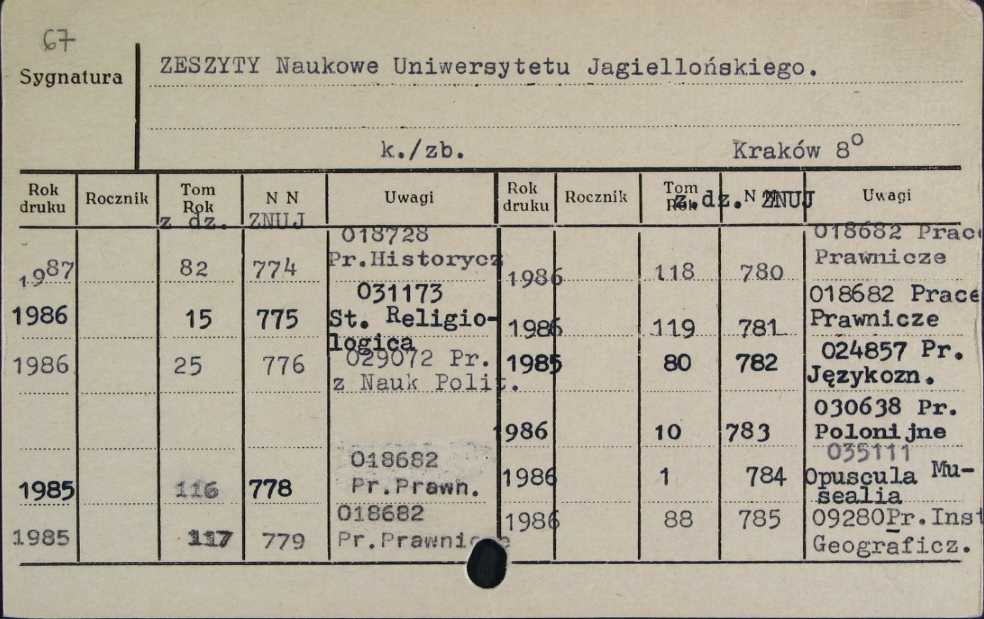 67
Sygnatura
ZESZYTY Naukowe Uniwersytetu Jagiellońskiego.
k./zb. Kraków 8⁰
Rok druku Rocznik Tom Rok N N Uwagi
z dz. ZNUJ
018728
1987 82 774 Pr.Historycz
031173
1986 15 775 St. Religio-
logica
029072 Pr.
1986 25 776 z Nauk Polit.
018682
1985 116 778 Pr.Prawn.
018682
1985 117 779 Pr.Prawnicze
Rok druku Rocznik Tom Rok N N Uwagi
z dz. ZNUJ
018682 Prace
1986 118 780 Prawnicze
018682 Prace
1986 119 781 Prawnicze
024857 Pr.
1985 80 782 Językozn.
030638 Pr.
1986 10 783 Polonijne
035111
1986 1 784 Opuscula Mu-
sealia
1986 88 785 09280Pr.Inst
Geograficz.